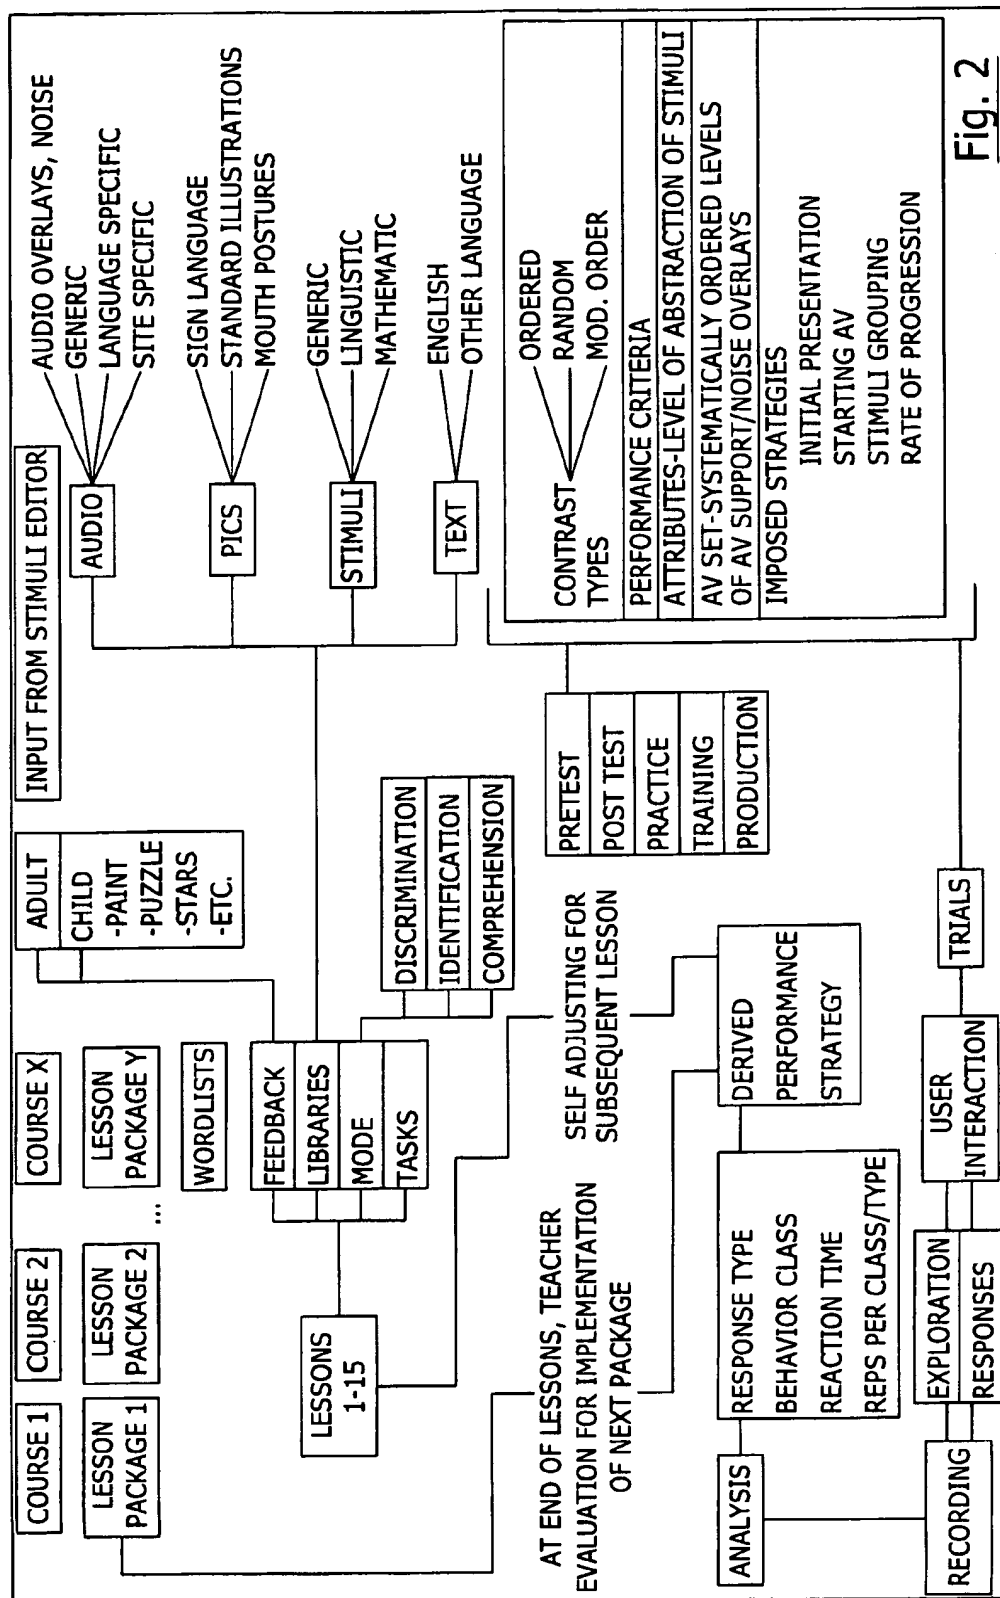 COURSE 1
COURSE 2
COURSE X
LESSON
PACKAGE 1
LESSON
PACKAGE 2
...
LESSON
PACKAGE Y
WORDLISTS
ADULT
CHILD
-PAINT
-PUZZLE
-STARS
-ETC.
INPUT FROM STIMULI EDITOR
AUDIO
AUDIO OVERLAYS, NOISE
GENERIC
LANGUAGE SPECIFIC
SITE SPECIFIC
PICS
SIGN LANGUAGE
STANDARD ILLUSTRATIONS
MOUTH POSTURES
STIMULI
GENERIC
LINGUISTIC
MATHEMATIC
TEXT
ENGLISH
OTHER LANGUAGE
LESSONS
1-15
FEEDBACK
LIBRARIES
MODE
TASKS
DISCRIMINATION
IDENTIFICATION
COMPREHENSION
AT END OF LESSONS, TEACHER
EVALUATION FOR IMPLEMENTATION
OF NEXT PACKAGE
SELF ADJUSTING FOR
SUBSEQUENT LESSON
PRETEST
POST TEST
PRACTICE
TRAINING
PRODUCTION
CONTRAST
TYPES
ORDERED
RANDOM
MOD. ORDER
PERFORMANCE CRITERIA
ATTRIBUTES-LEVEL OF ABSTRACTION OF STIMULI
AV SET-SYSTEMATICALLY ORDERED LEVELS
OF AV SUPPORT/NOISE OVERLAYS
IMPOSED STRATEGIES
INITIAL PRESENTATION
STARTING AV
STIMULI GROUPING
RATE OF PROGRESSION
ANALYSIS
RESPONSE TYPE
BEHAVIOR CLASS
REACTION TIME
REPS PER CLASS/TYPE
DERIVED
PERFORMANCE
STRATEGY
RECORDING
EXPLORATION
RESPONSES
USER
INTERACTION
TRIALS
Fig. 2